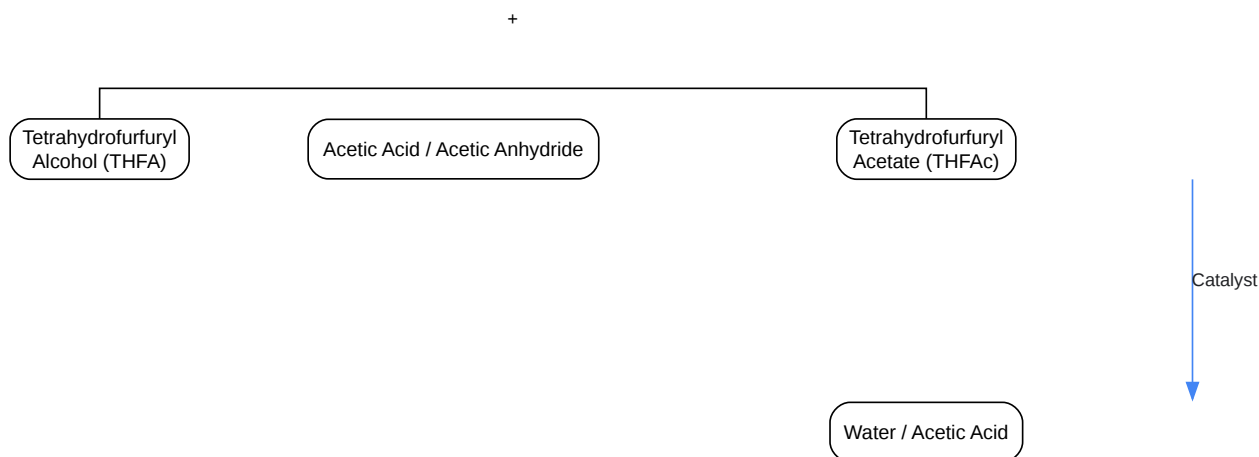 +
Tetrahydrofurfuryl
Alcohol (THFA)
Acetic Acid / Acetic Anhydride
Tetrahydrofurfuryl
Acetate (THFAc)
Catalyst
Water / Acetic Acid